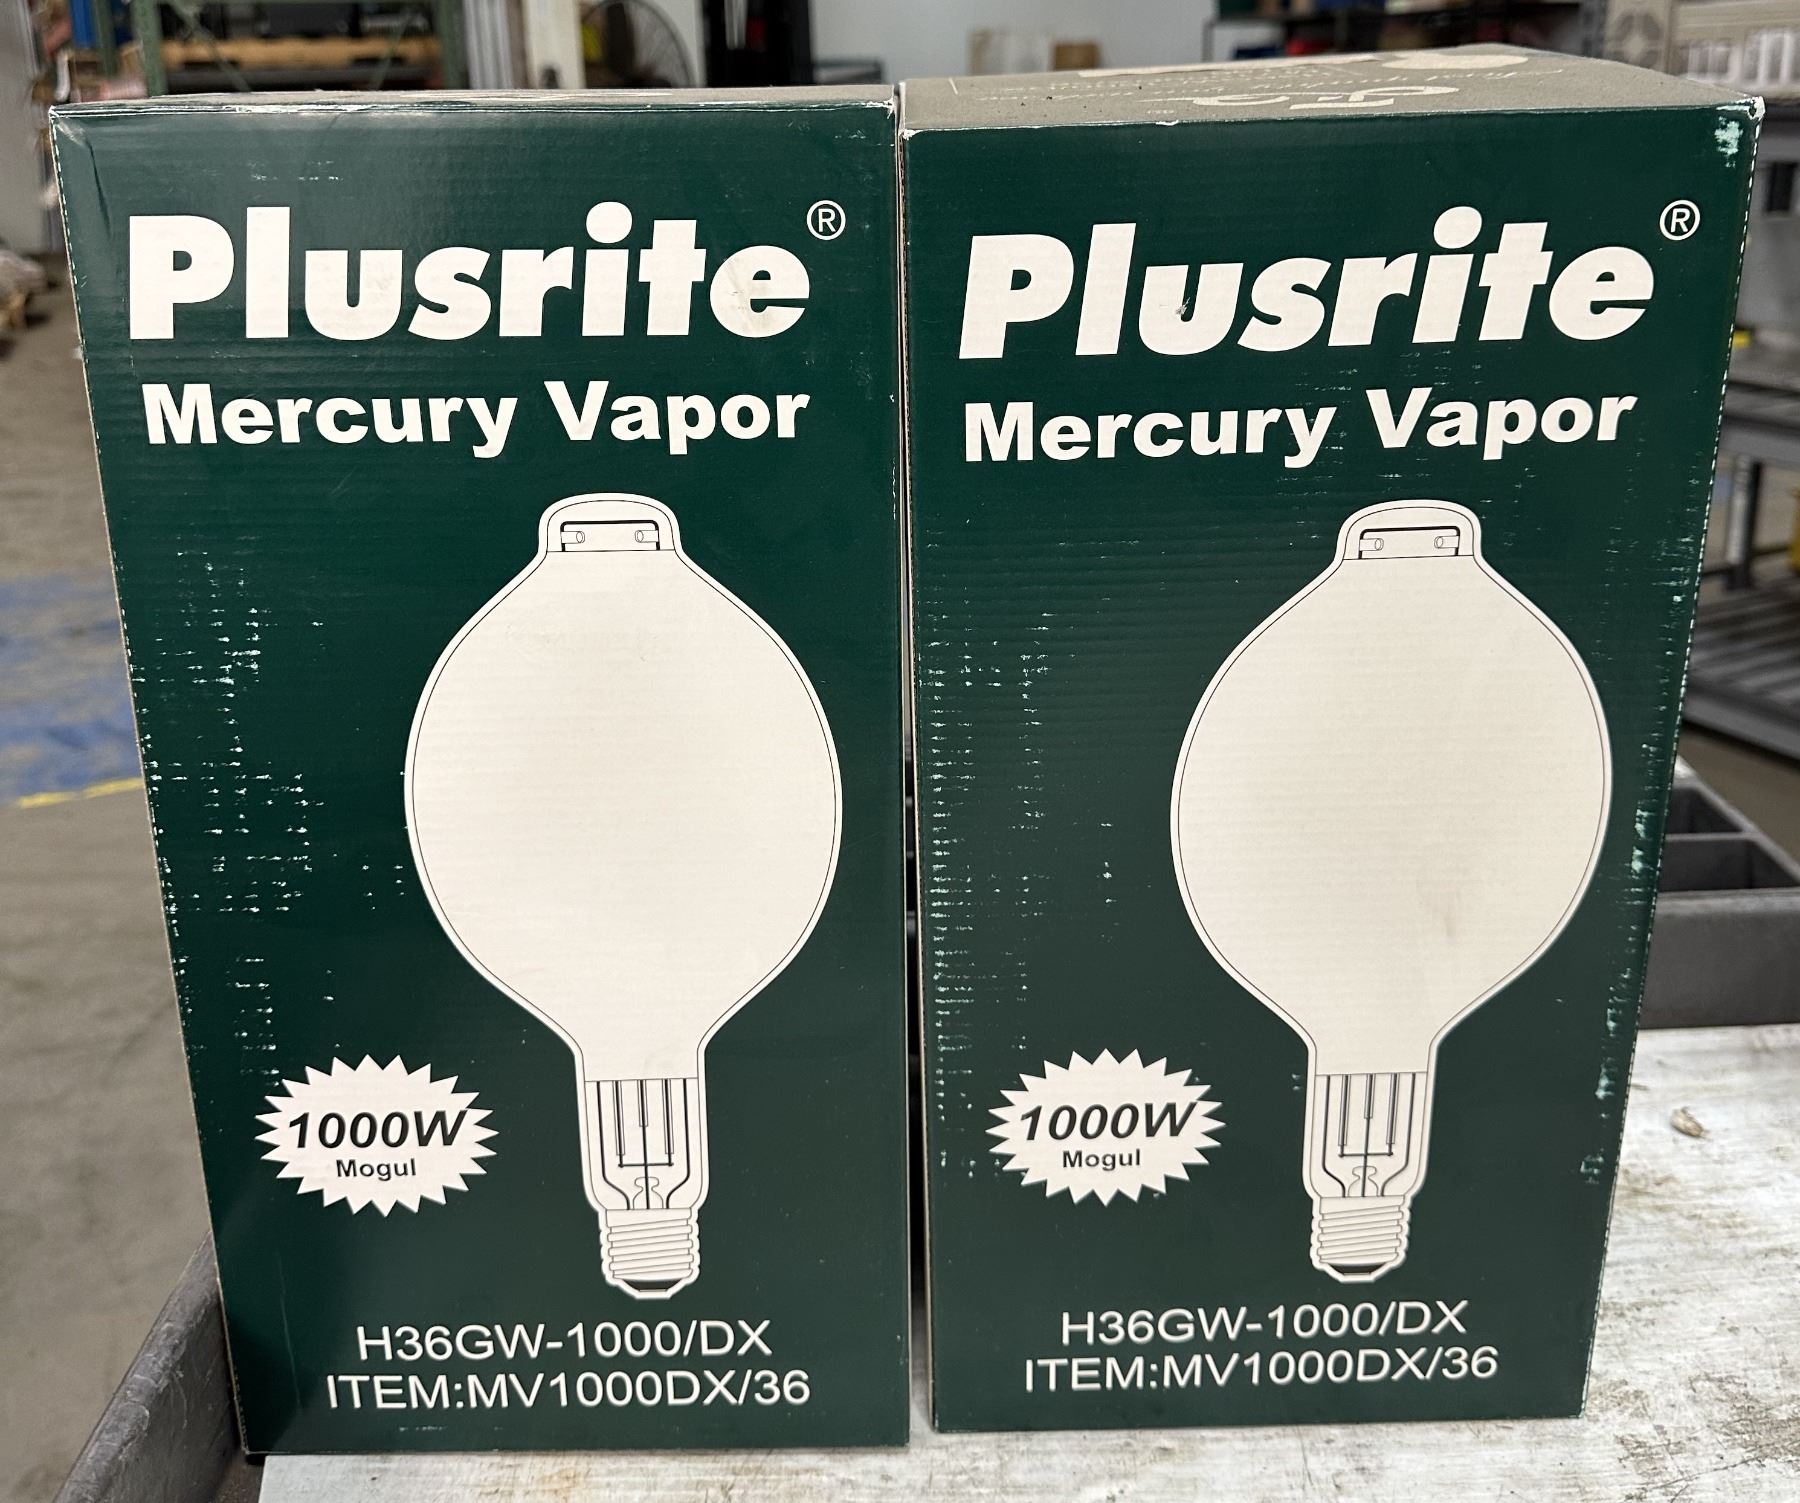 Plusrite®
Mercury Vapor
1000W
Mogul
H36GW-1000/DX
ITEM:MV1000DX/36
Plusrite®
Mercury Vapor
1000W
Mogul
H36GW-1000/DX
ITEM:MV1000DX/36